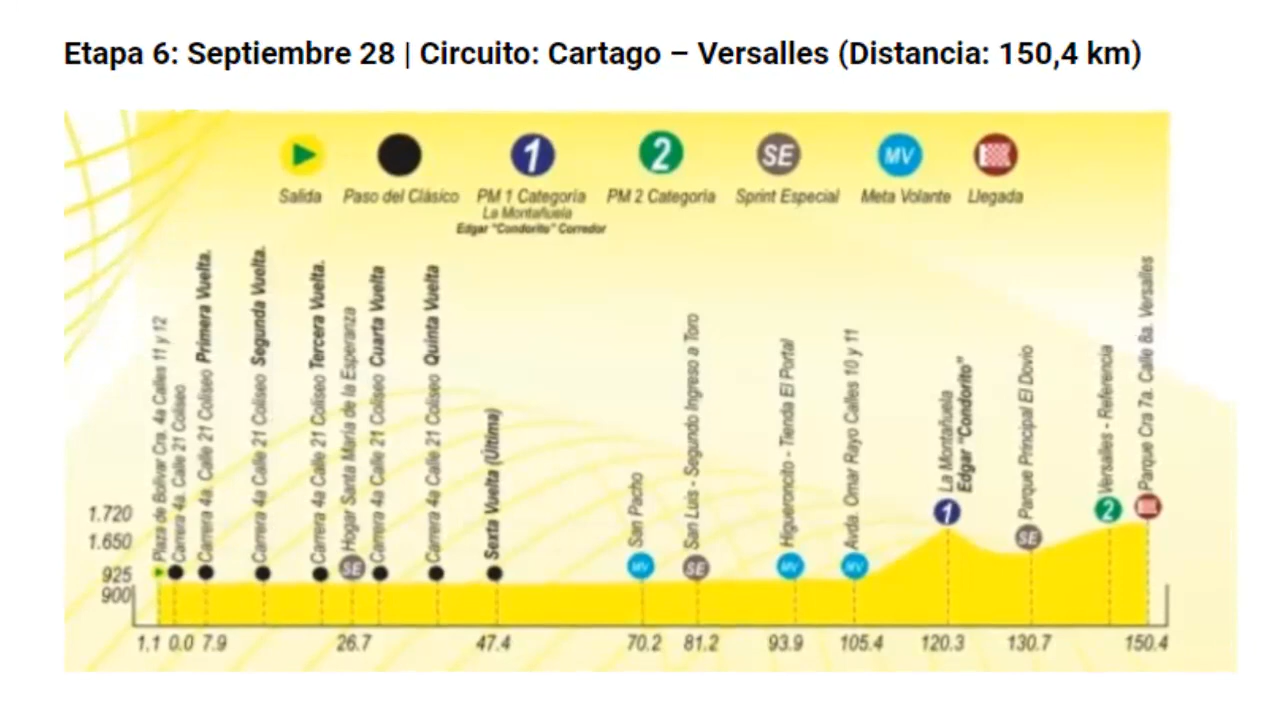 Etapa 6: Septiembre 28 | Circuito: Cartago – Versalles (Distancia: 150,4 km)
1
2
SE
MV
Salida
Paso del Clásico
PM 1 Categoría
La Montañuela
Edgar "Condorito" Corredor
PM 2 Categoría
Sprint Especial
Meta Volante
Llegada
Plaza de Bolívar Cra. 4a Calles 11 y 12
Carrera 4a. Calle 21 Coliseo
Carrera 4a. Calle 21 Coliseo Primera Vuelta.
Carrera 4a Calle 21 Coliseo Segunda Vuelta.
Carrera 4a Calle 21 Coliseo Tercera Vuelta.
Hogar Santa María de la Esperanza
Carrera 4a Calle 21 Coliseo Cuarta Vuelta
Carrera 4a Calle 21 Coliseo Quinta Vuelta
Sexta Vuelta (Última)
San Pacho
San Luis - Segundo Ingreso a Toro
Higueroncito - Tienda El Portal
Avda. Omar Rayo Calles 10 y 11
La Montañuela
Edgar "Condorito"
Parque Principal El Dovio
Versalles - Referencia
Parque Cra 7a. Calle 8a. Versalles
1.720
1.650
925
900
SE
MV
SE
MV
MV
1
SE
2
1.1 0.0 7.9 26.7 47.4 70.2 81.2 93.9 105.4 120.3 130.7 150.4